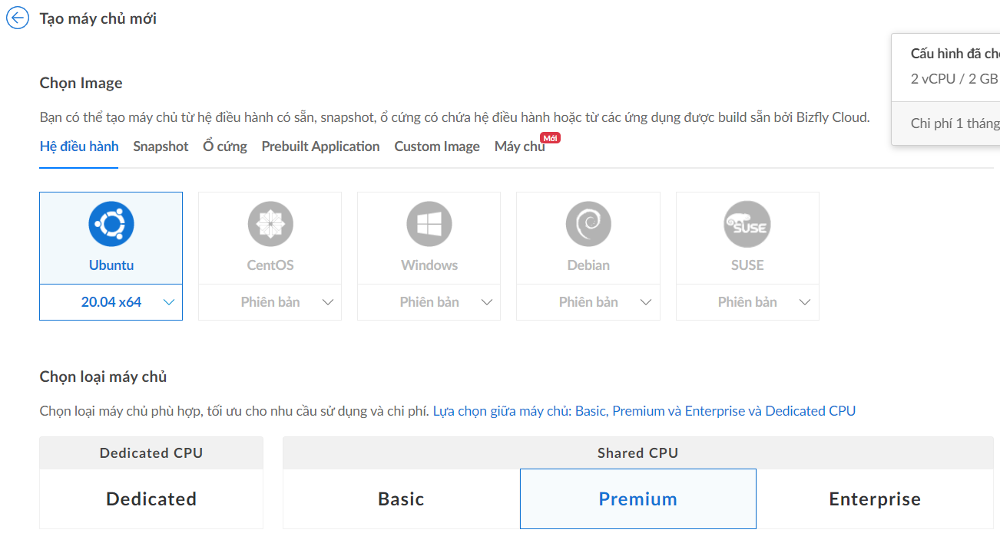 Tạo máy chủ mới
Cấu hình đã
2 vCPU / 2 GB
Chi phí 1 tháng
Chọn Image
Bạn có thể tạo máy chủ từ hệ điều hành có sẵn, snapshot, ổ cứng có chứa hệ điều hành hoặc từ các ứng dụng được build sẵn bởi Bizfly Cloud.
Hệ điều hành Snapshot Ổ cứng Prebuilt Application Custom Image Máy chủ Mới
Ubuntu CentOS Windows Debian SUSE
20.04 x64 Phiên bản Phiên bản Phiên bản Phiên bản
Chọn loại máy chủ
Chọn loại máy chủ phù hợp, tối ưu cho nhu cầu sử dụng và chi phí. Lựa chọn giữa máy chủ: Basic, Premium và Enterprise và Dedicated CPU
Dedicated CPU Shared CPU
Dedicated Basic Premium Enterprise